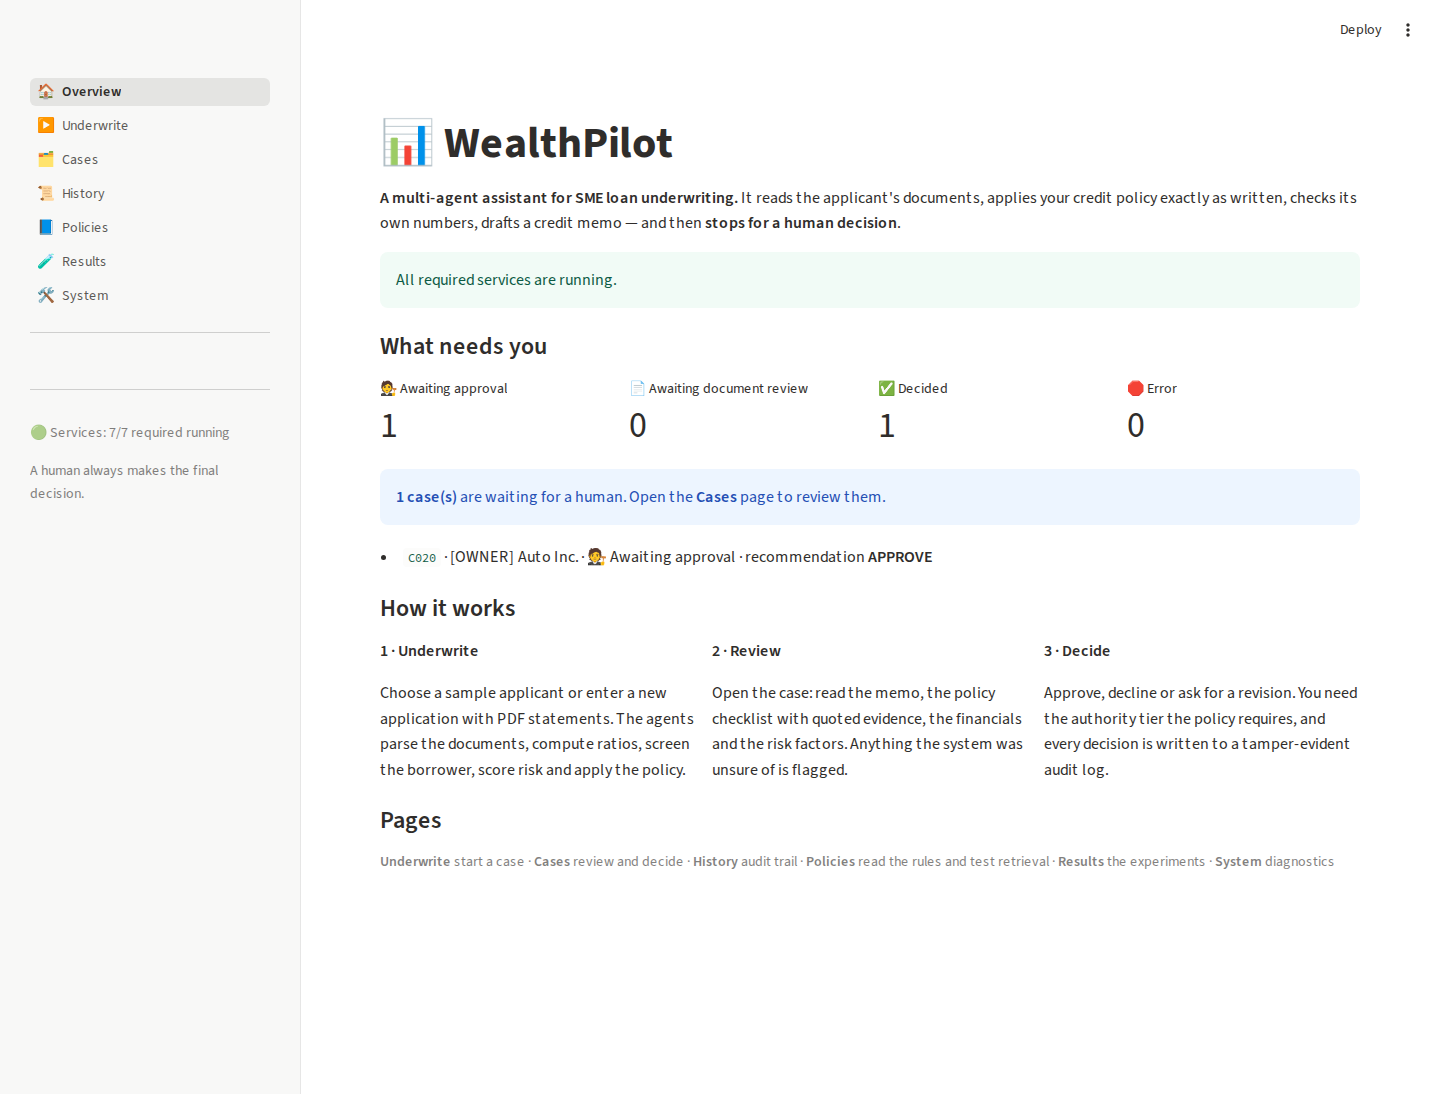 Deploy
Overview
Underwrite
Cases
History
Policies
Results
System
Services: 7/7 required running
A human always makes the final
decision.
WealthPilot
A multi-agent assistant for SME loan underwriting. It reads the applicant's documents, applies your credit policy exactly as written, checks its
own numbers, drafts a credit memo — and then stops for a human decision.
All required services are running.
What needs you
Awaiting approval
1
Awaiting document review
0
Decided
1
Error
0
1 case(s) are waiting for a human. Open the Cases page to review them.
• C020 · [OWNER] Auto Inc. · Awaiting approval · recommendation APPROVE
How it works
1 · Underwrite
Choose a sample applicant or enter a new
application with PDF statements. The agents
parse the documents, compute ratios, screen
the borrower, score risk and apply the policy.
2 · Review
Open the case: read the memo, the policy
checklist with quoted evidence, the financials
and the risk factors. Anything the system was
unsure of is flagged.
3 · Decide
Approve, decline or ask for a revision. You need
the authority tier the policy requires, and
every decision is written to a tamper-evident
audit log.
Pages
Underwrite start a case · Cases review and decide · History audit trail · Policies read the rules and test retrieval · Results the experiments · System diagnostics